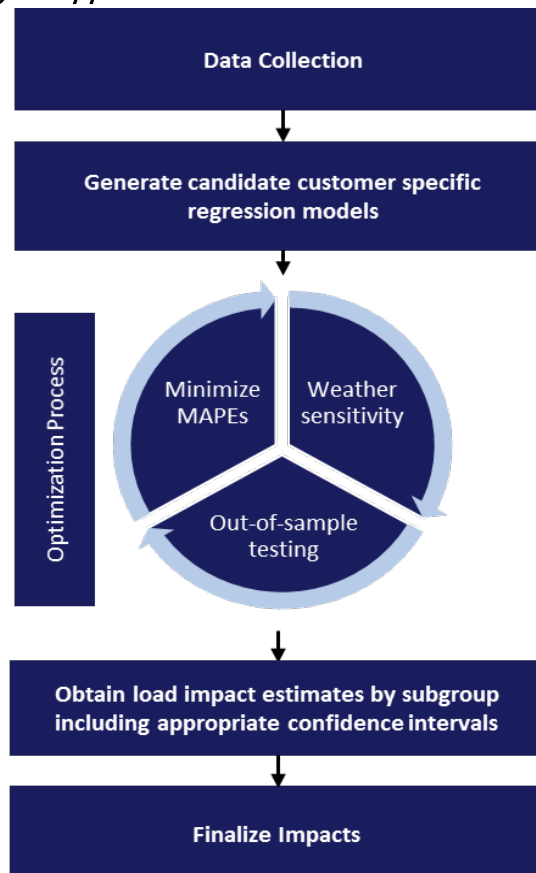 Data Collection
Generate candidate customer specific
regression models
Optimization Process
Minimize
MAPEs
Weather
sensitivity
Out-of-sample
testing
Obtain load impact estimates by subgroup
including appropriate confidence intervals
Finalize Impacts